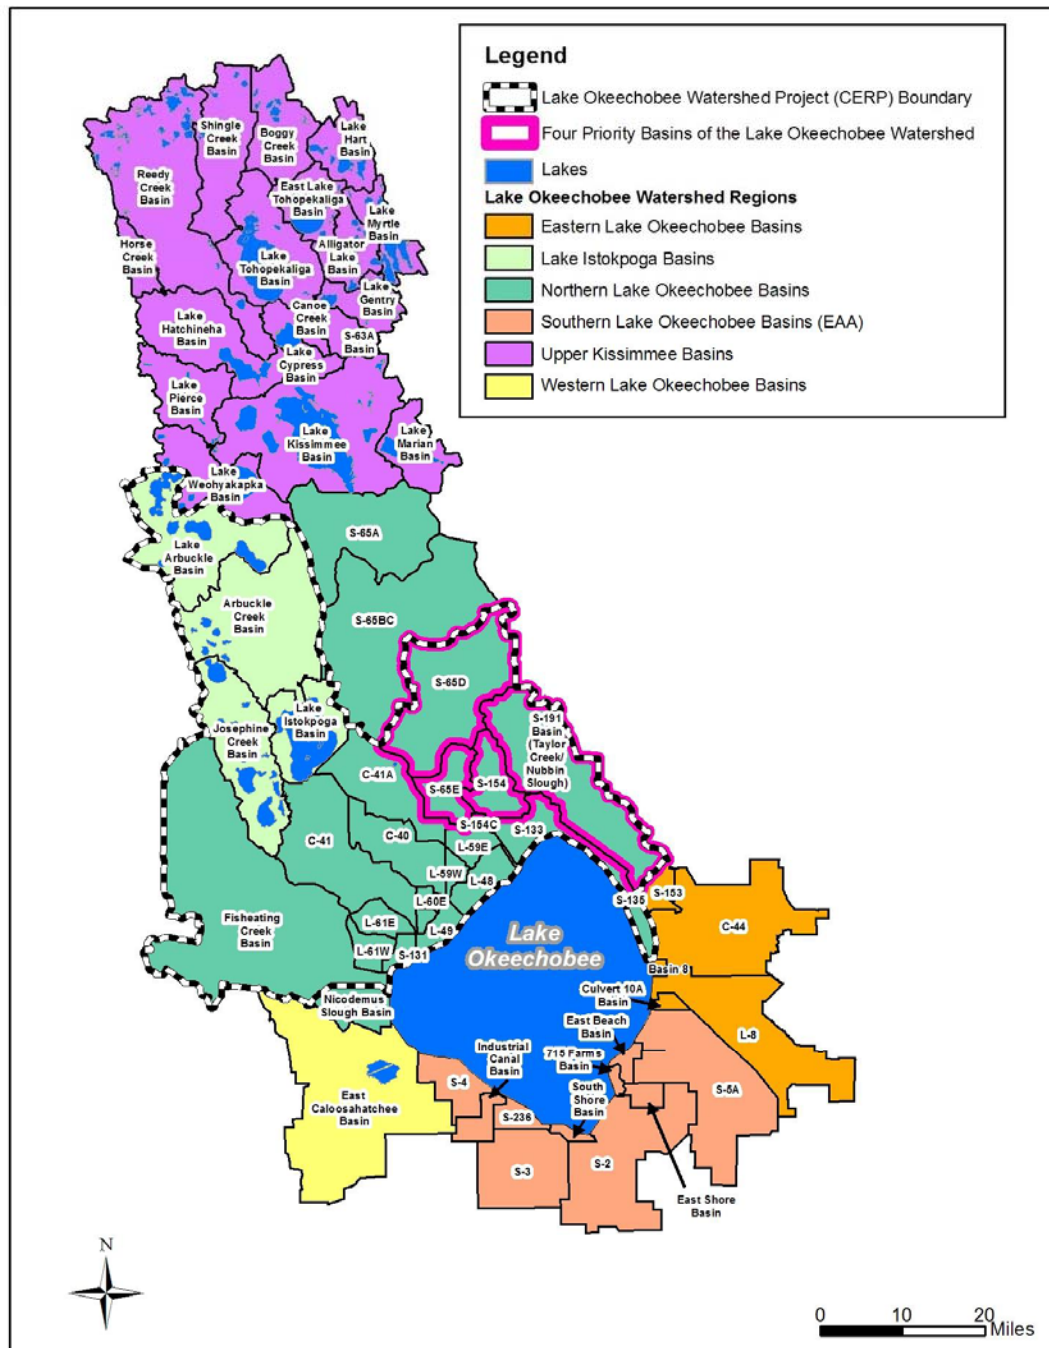 Legend
Lake Okeechobee Watershed Project (CERP) Boundary
Four Priority Basins of the Lake Okeechobee Watershed
Lakes
Lake Okeechobee Watershed Regions
Eastern Lake Okeechobee Basins
Lake Istokpoga Basins
Northern Lake Okeechobee Basins
Southern Lake Okeechobee Basins (EAA)
Upper Kissimmee Basins
Western Lake Okeechobee Basins
Shingle
Creek
Basin
Boggy
Creek
Basin
Lake
Hart
Basin
Reedy
Creek
Basin
East Lake
Tohopekaliga
Basin
Lake
Myrtle
Basin
Horse
Creek
Basin
Lake
Tohopekaliga
Basin
Alligator
Lake
Basin
Lake
Gentry
Basin
Lake
Hatchineha
Basin
Canoe
Creek
Basin
S-63A
Basin
Lake
Cypress
Basin
Lake
Pierce
Basin
Lake
Kissimmee
Basin
Lake
Marian
Basin
Lake
Weohyakapka
Basin
S-65A
Lake
Arbuckle
Basin
Arbuckle
Creek
Basin
S-65BC
S-65D
Lake
Istokpoga
Basin
S-191
Basin
(Taylor
Creek/
Nubbin
Slough)
Josephine
Creek
Basin
C-41A
S-65E
S-154
S-154C
S-133
C-41
C-40
L-59E
L-59W
L-48
L-60E
S-135
S-153
C-44
Fisheating
Creek
Basin
L-61E
L-49
L-61W
S-131
Lake
Okeechobee
Basin 8
Nicodemus
Slough Basin
Culvert 10A
Basin
East Beach
Basin
L-8
Industrial
Canal
Basin
715 Farms
Basin
S-4
South
Shore
Basin
S-5A
East
Caloosahatchee
Basin
S-236
S-3
S-2
East Shore
Basin
N
0 10 20
Miles